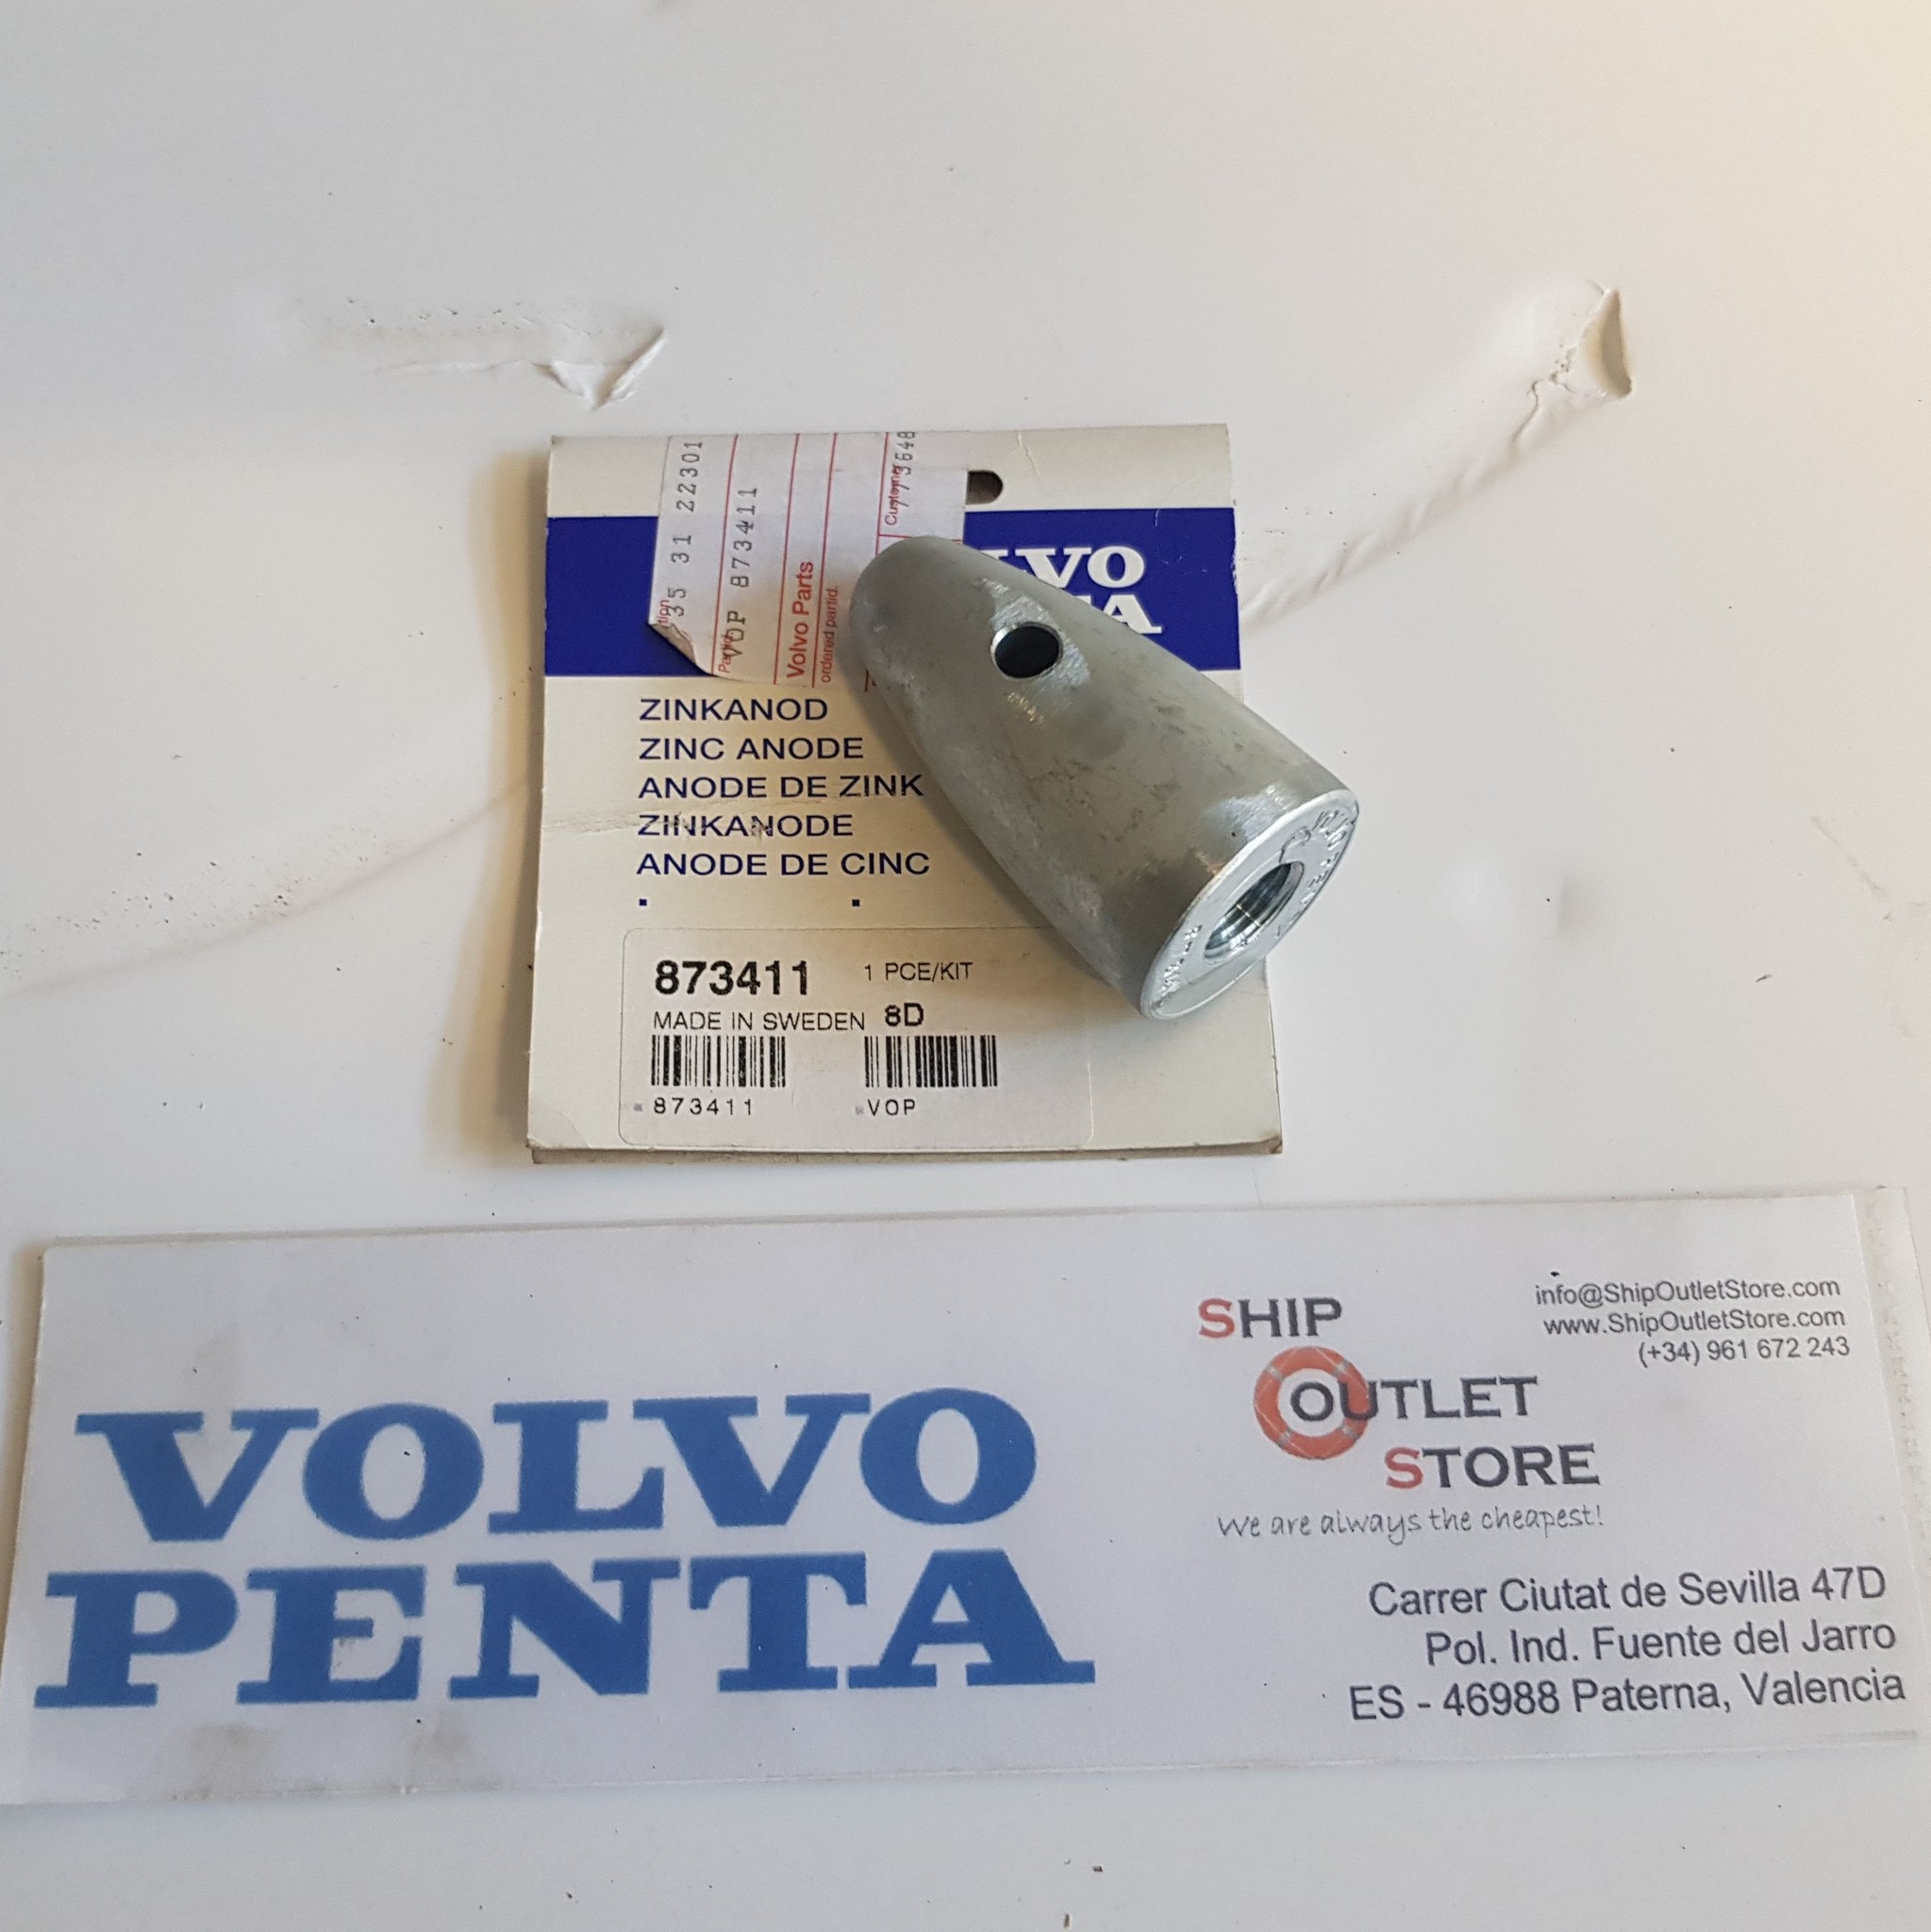 35 31 22301
VOP 873411
Volvo Parts
ordered partid.
Customer
VO
ZINKANOD
ZINC ANODE
ANODE DE ZINK
ZINKANODE
ANODE DE CINC
873411 1 PCE/KIT
MADE IN SWEDEN 8D
873411 VOP
VOLVO
PENTA
SHIP
OUTLET
STORE
We are always the cheapest!
info@ShipOutletStore.com
www.ShipOutletStore.com
(+34) 961 672 243
Carrer Ciutat de Sevilla 47D
Pol. Ind. Fuente del Jarro
ES - 46988 Paterna, Valencia